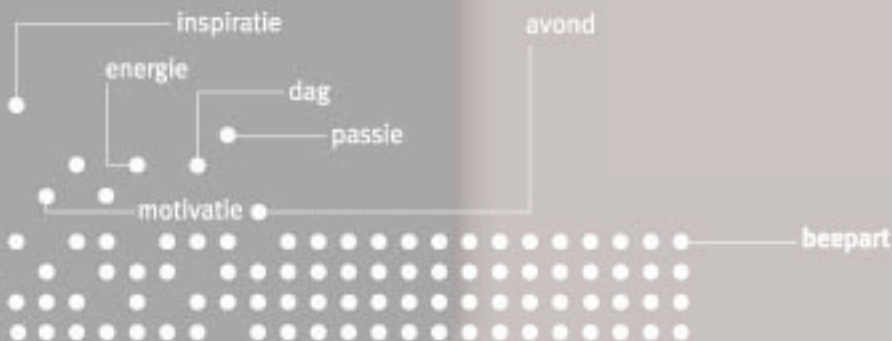 inspiratie
avond
energie
dag
passie
motivatie
beepart